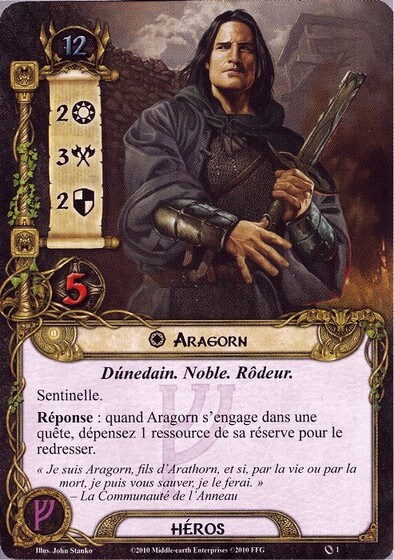 12
2
3
2
5
Aragorn
Dúnedain. Noble. Rôdeur.
Sentinelle.
Réponse : quand Aragorn s'engage dans une
quête, dépensez 1 ressource de sa réserve pour le
redresser.
« Je suis Aragorn, fils d'Arathorn, et si, par la vie ou par la
mort, je puis vous sauver, je le ferai. »
– La Communauté de l'Anneau
HÉROS
Illus. John Stanko
©2010 Middle-earth Enterprises ©2010 FFG
1